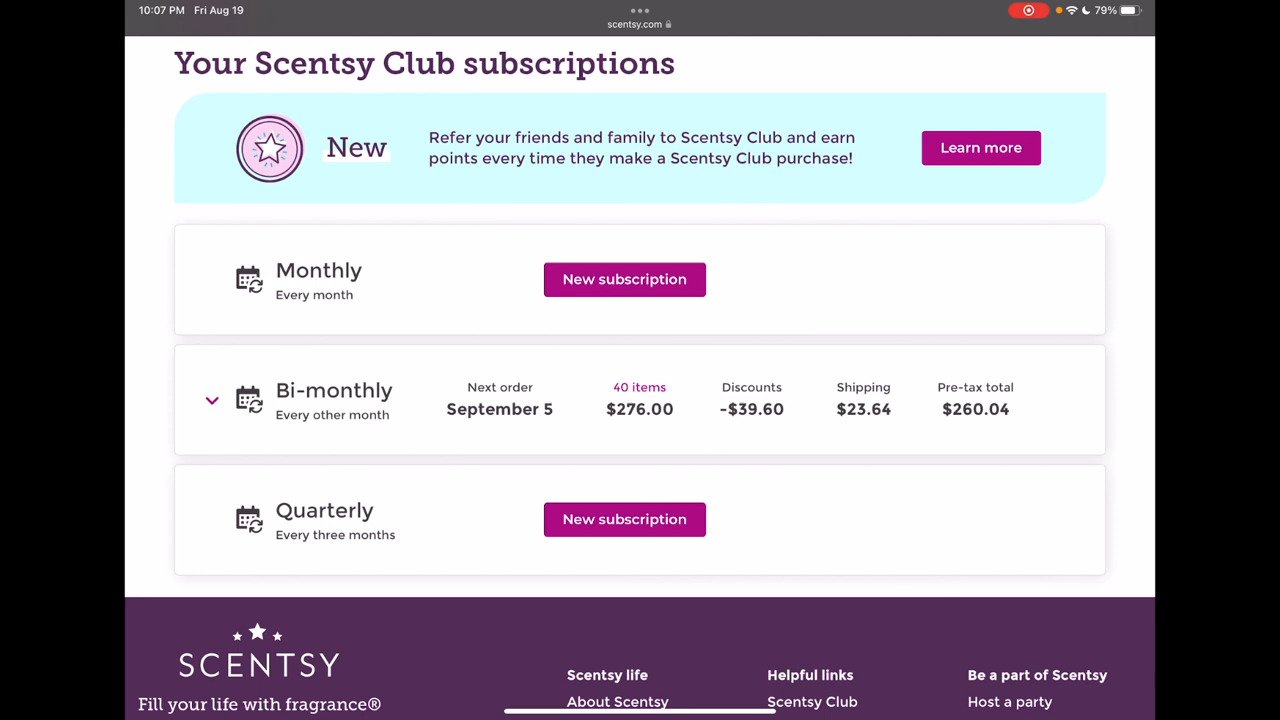 10:07 PM Fri Aug 19
79%
scentsy.com
Your Scentsy Club subscriptions
New
Refer your friends and family to Scentsy Club and earn
points every time they make a Scentsy Club purchase!
Learn more
Monthly
Every month
New subscription
Bi-monthly
Every other month
Next order
September 5
40 items
$276.00
Discounts
-$39.60
Shipping
$23.64
Pre-tax total
$260.04
Quarterly
Every three months
New subscription
SCENTSY
Fill your life with fragrance®
Scentsy life
About Scentsy
Helpful links
Scentsy Club
Be a part of Scentsy
Host a party